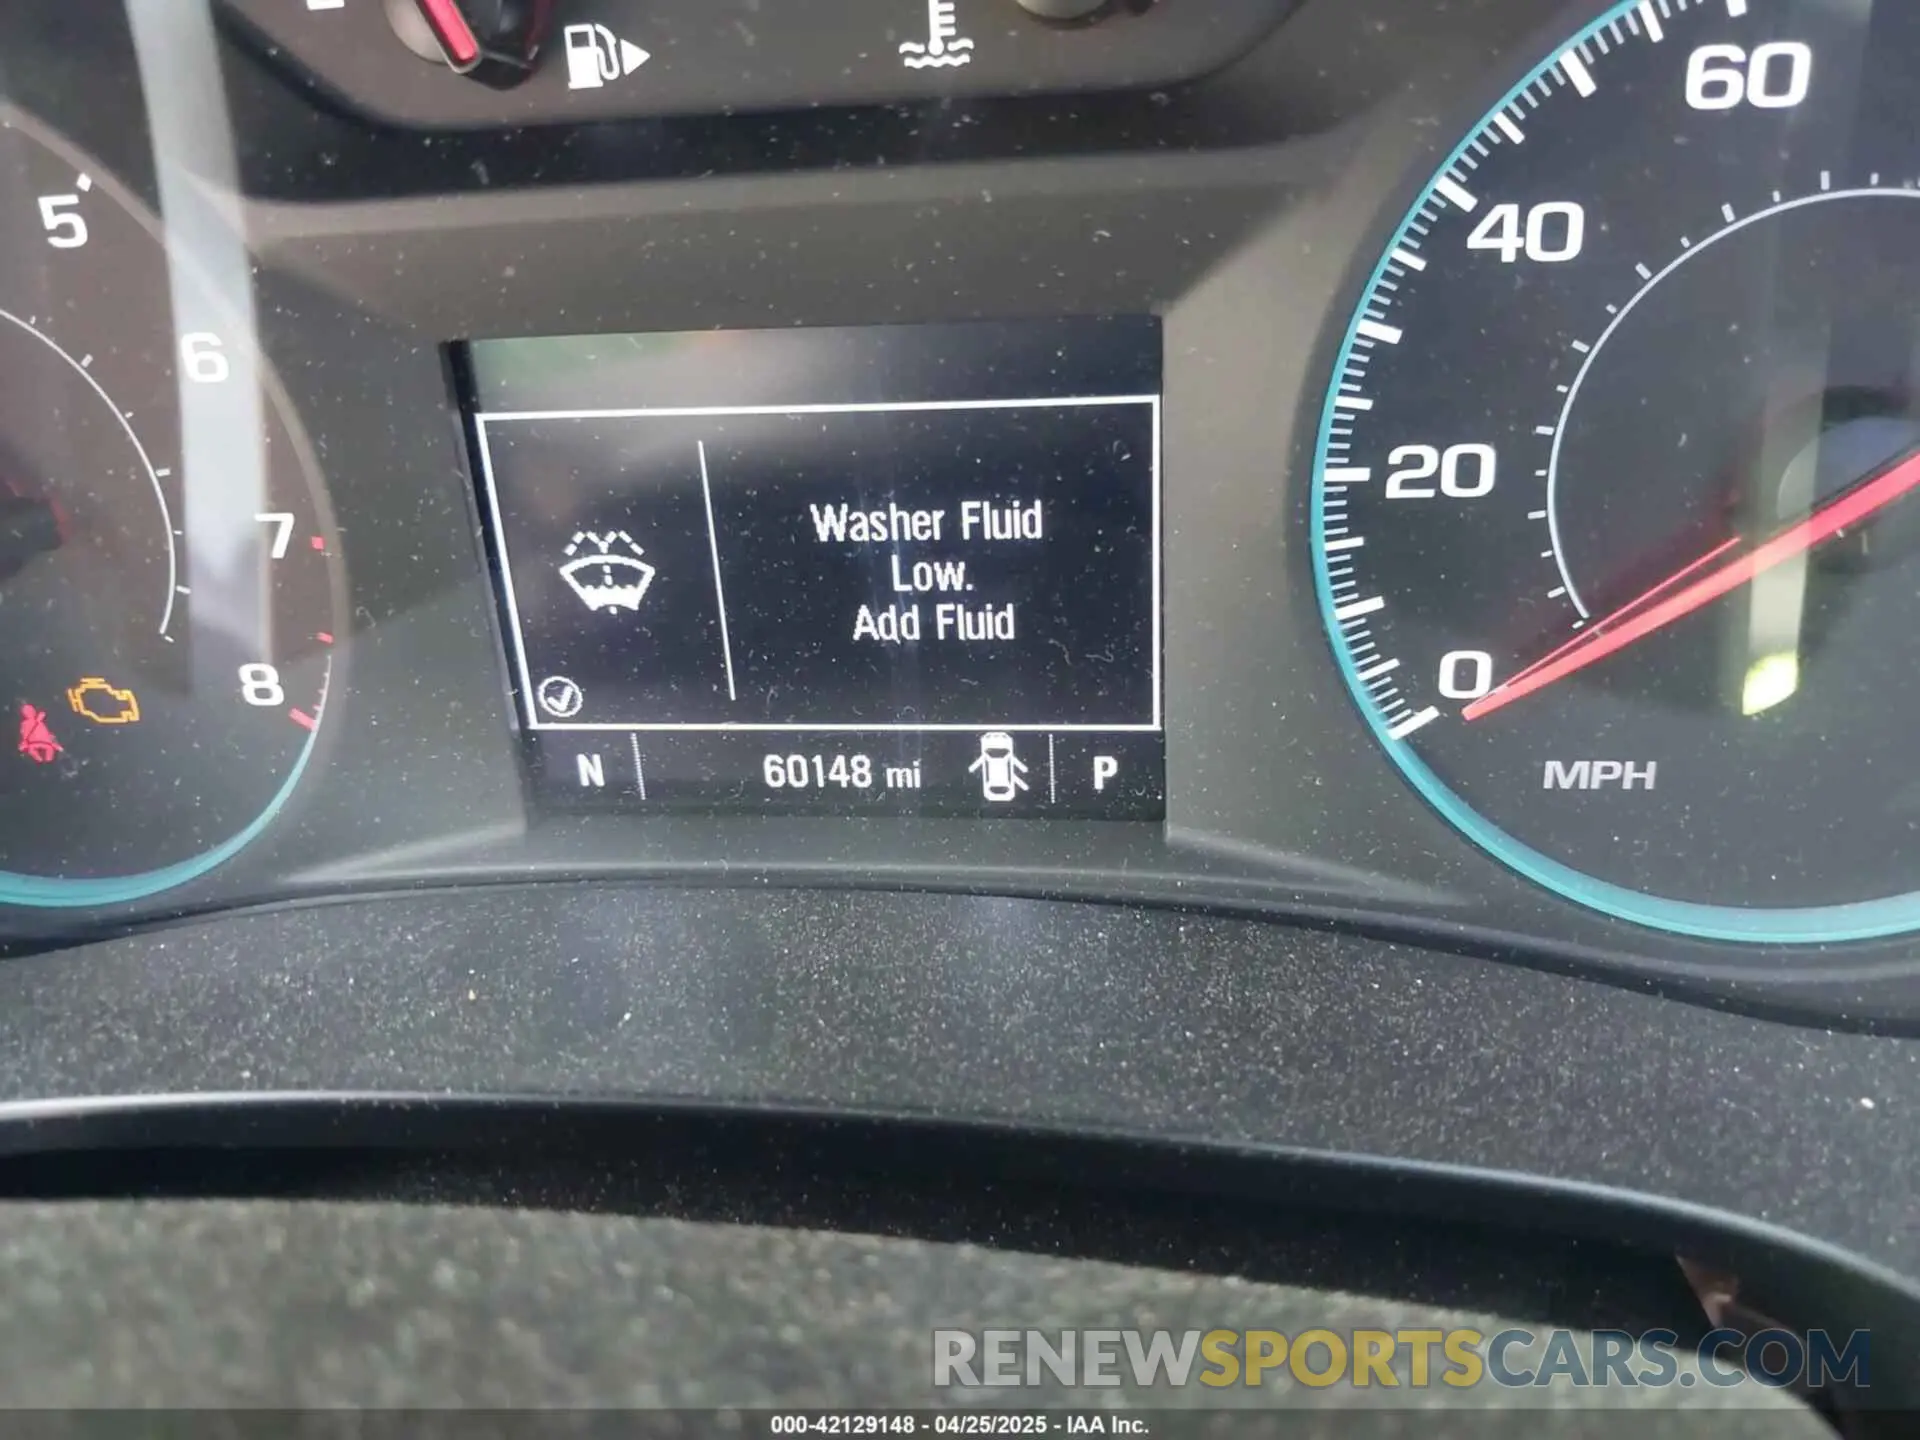 60
5
40
6
20
Washer Fluid
Low.
Add Fluid
7
8
0
N
60148 mi
P
MPH
RENEWSPORTSCARS.COM
000-42129148 - 04/25/2025 - IAA Inc.